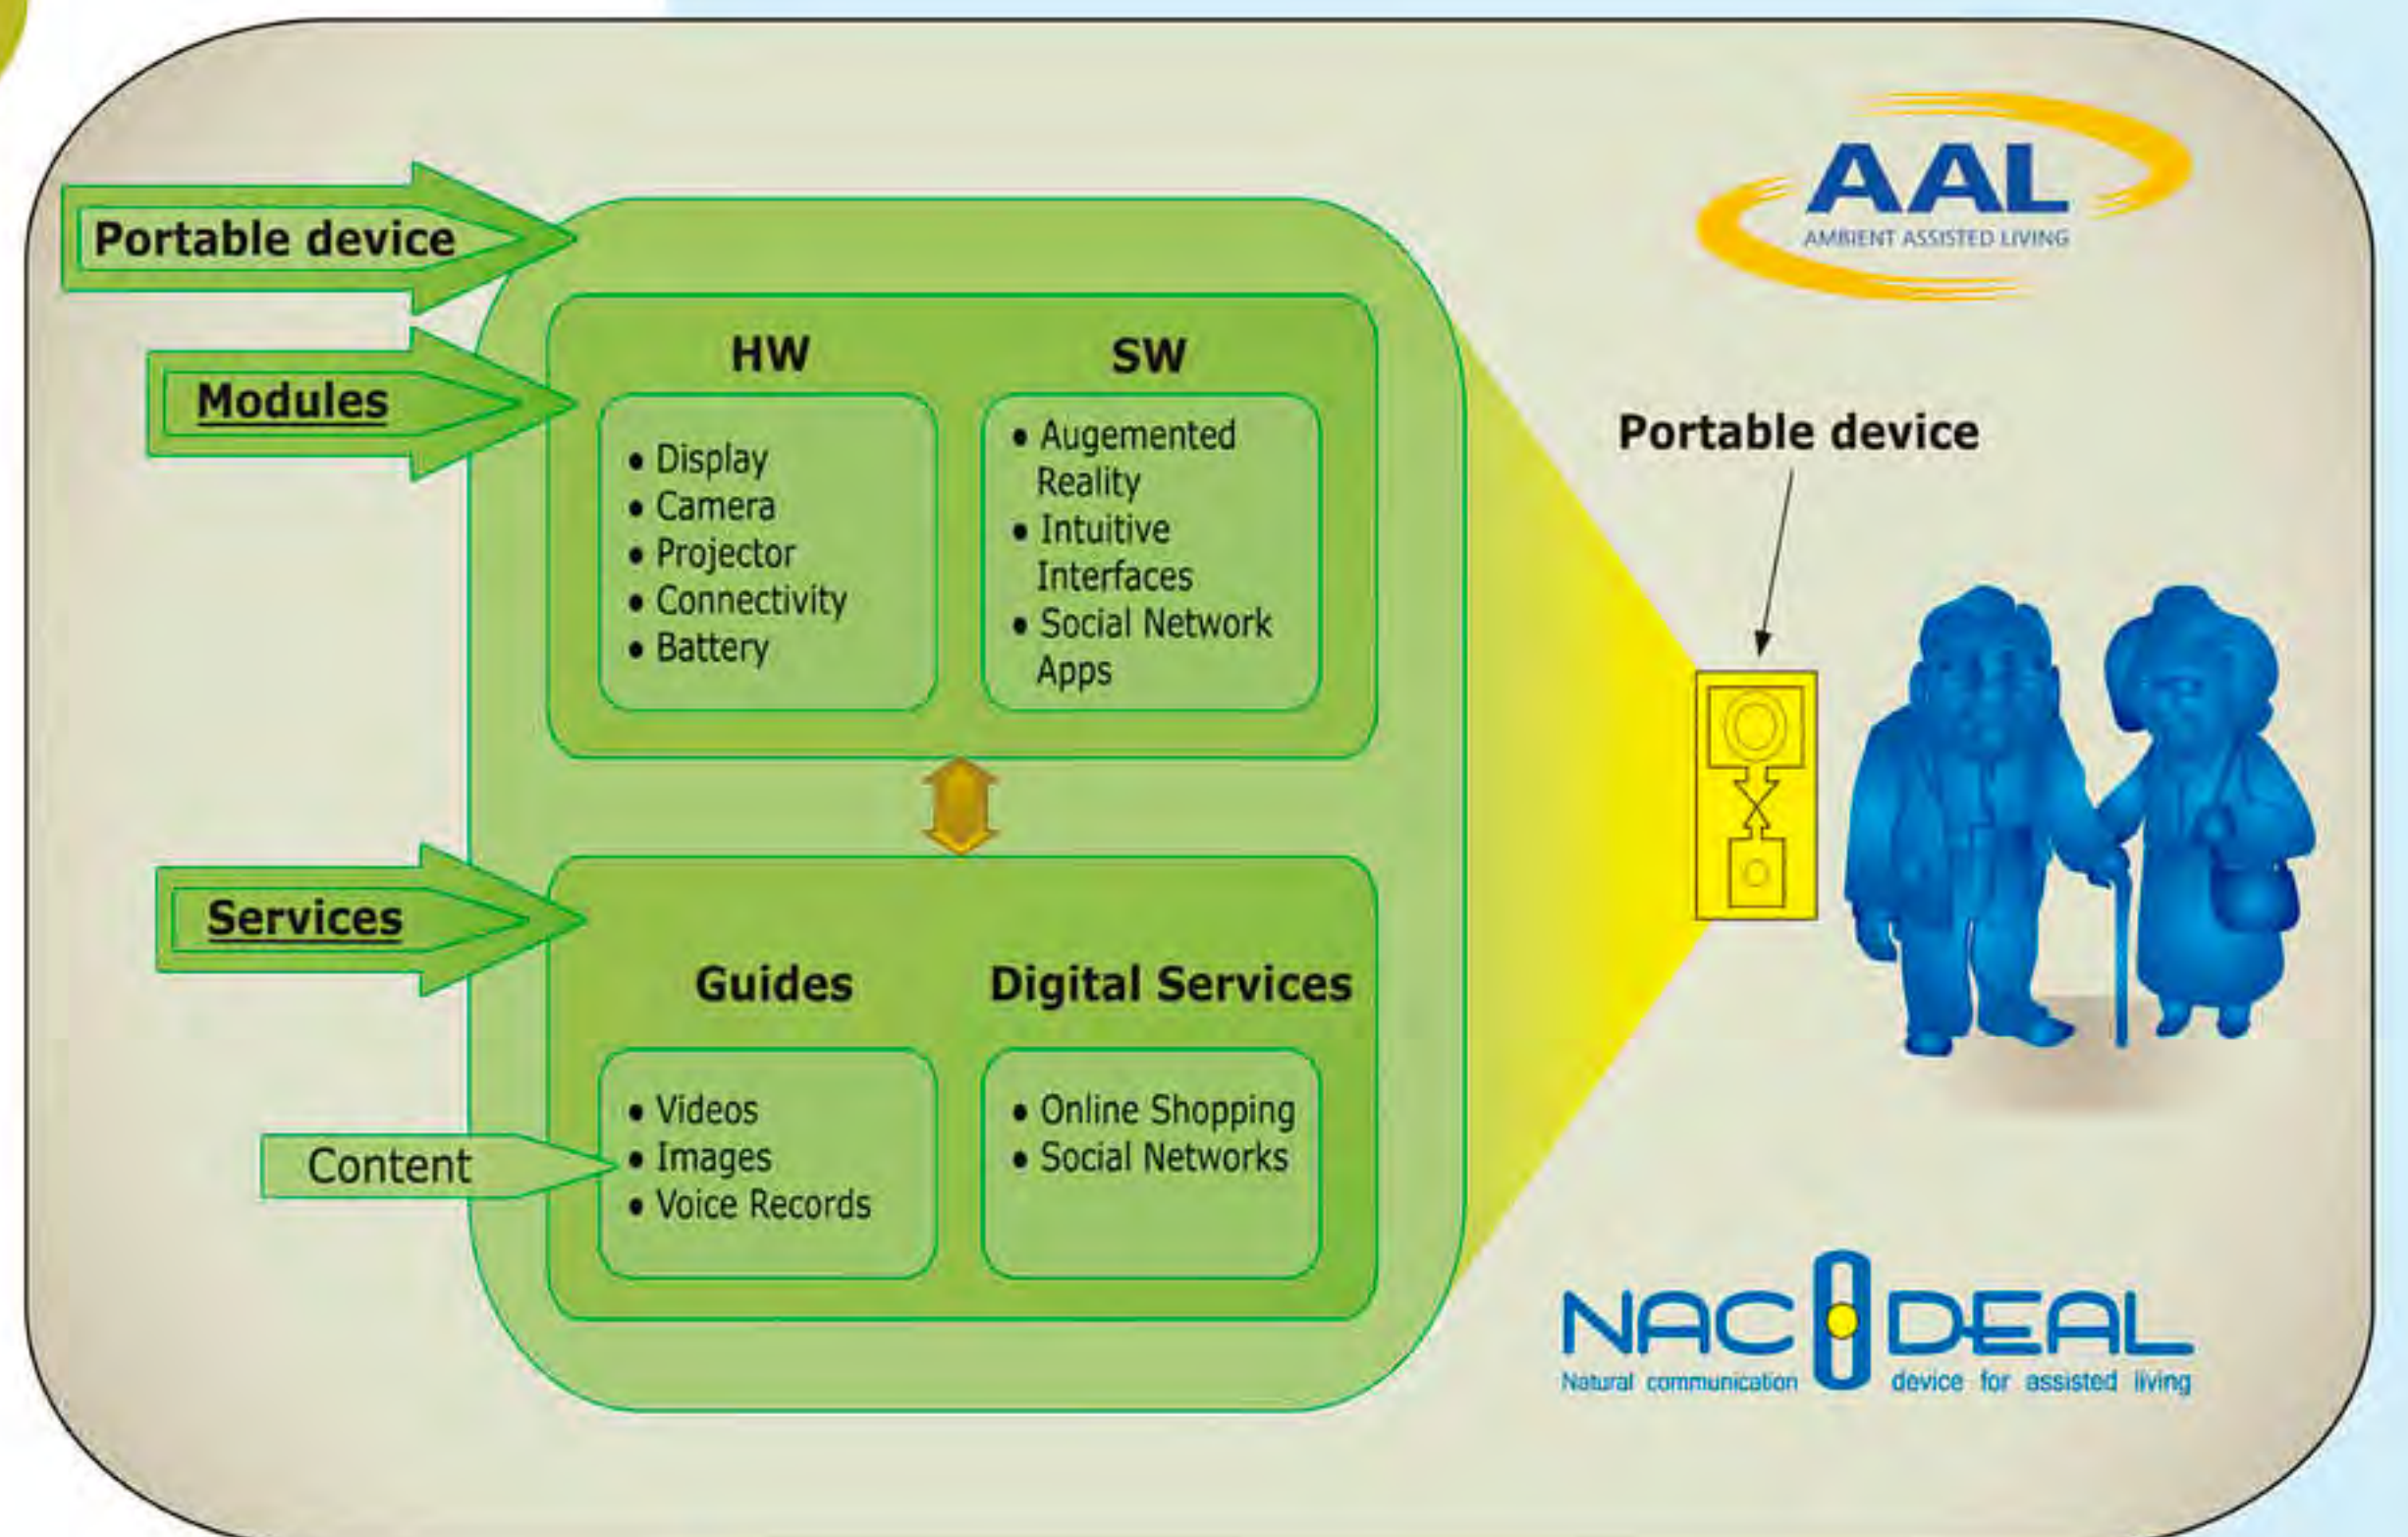 AAL
AMBIENT ASSISTED LIVING
Portable device
Modules
HW
• Display
• Camera
• Projector
• Connectivity
• Battery
SW
• Augemented
Reality
• Intuitive
Interfaces
• Social Network
Apps
Portable device
Services
Guides
Content
• Videos
• Images
• Voice Records
Digital Services
• Online Shopping
• Social Networks
NACIDEAL
Natural communication device for assisted living